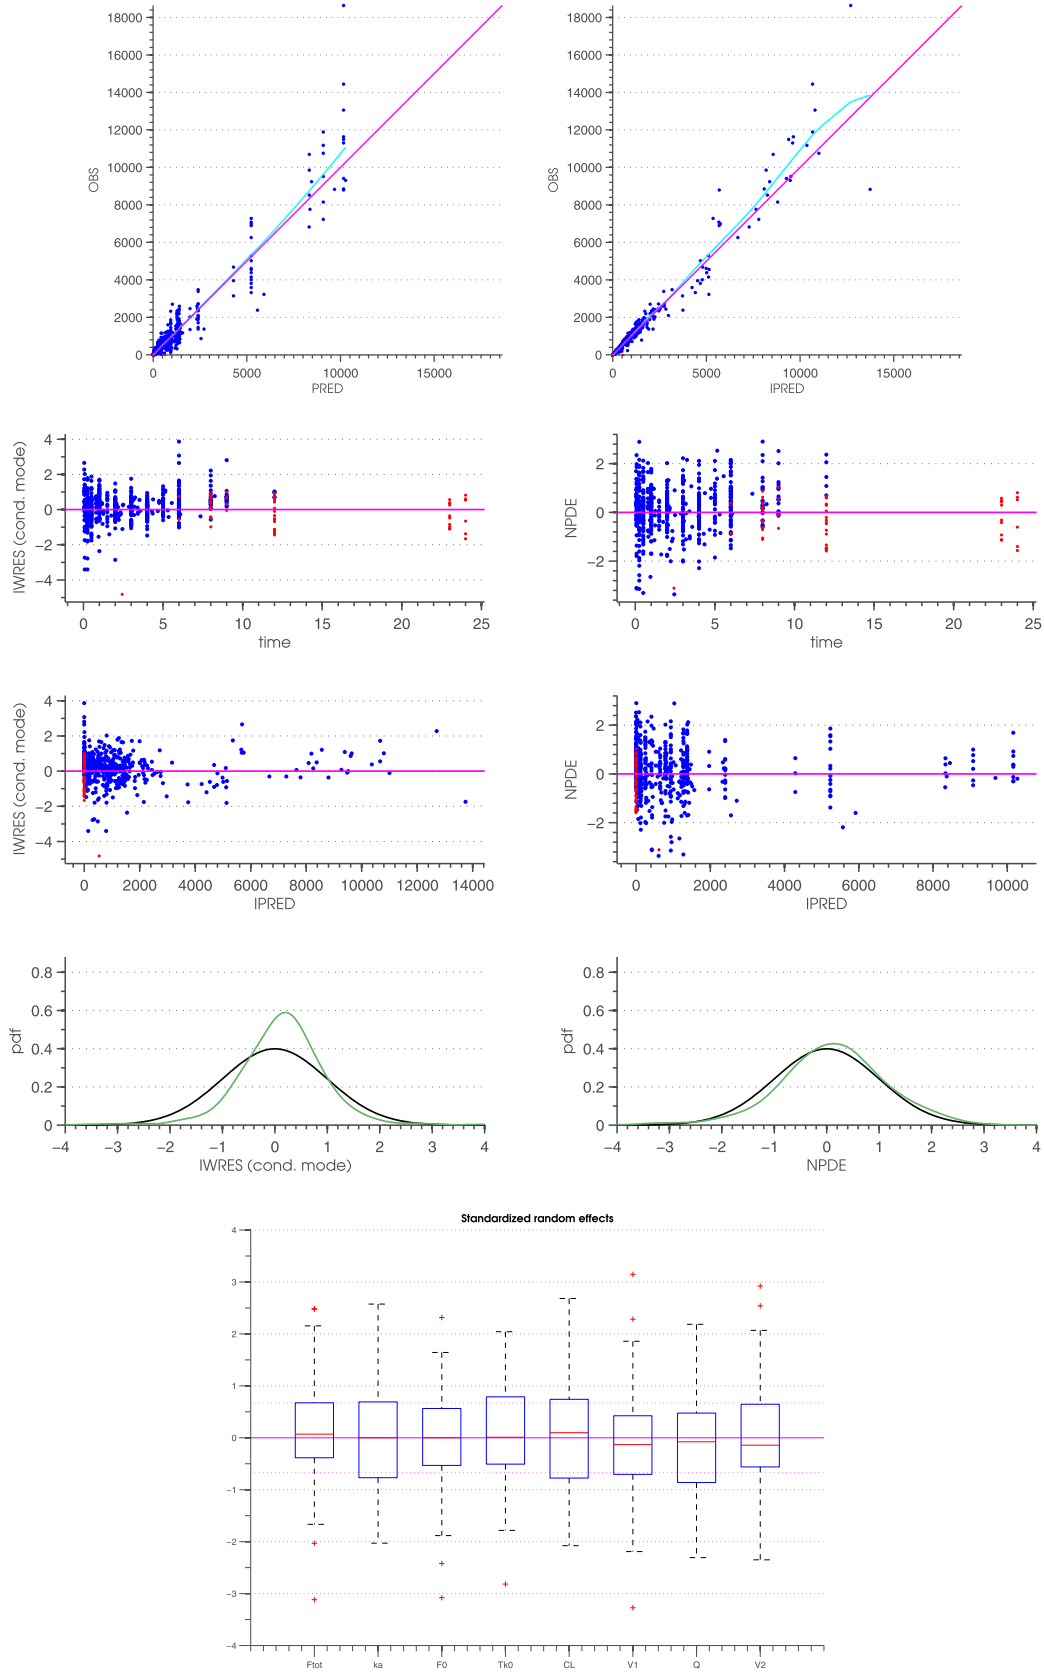 18000
16000
14000
12000
10000
8000
6000
4000
2000
0
OBS
0 5000 10000 15000
PRED
18000
16000
14000
12000
10000
8000
6000
4000
2000
0
OBS
0 5000 10000 15000
IPRED
4
2
0
−2
−4
IWRES (cond. mode)
0 5 10 15 20 25
time
2
0
−2
NPDE
0 5 10 15 20 25
time
4
2
0
−2
−4
IWRES (cond. mode)
0 2000 4000 6000 8000 10000 12000 14000
IPRED
2
0
−2
NPDE
0 2000 4000 6000 8000 10000
IPRED
0.8
0.6
0.4
0.2
0
pdf
−4 −3 −2 −1 0 1 2 3 4
IWRES (cond. mode)
0.8
0.6
0.4
0.2
0
pdf
−4 −3 −2 −1 0 1 2 3 4
NPDE
Standardized random effects
4
3
2
1
0
−1
−2
−3
−4
Ftot ka F0 Tk0 CL V1 Q V2